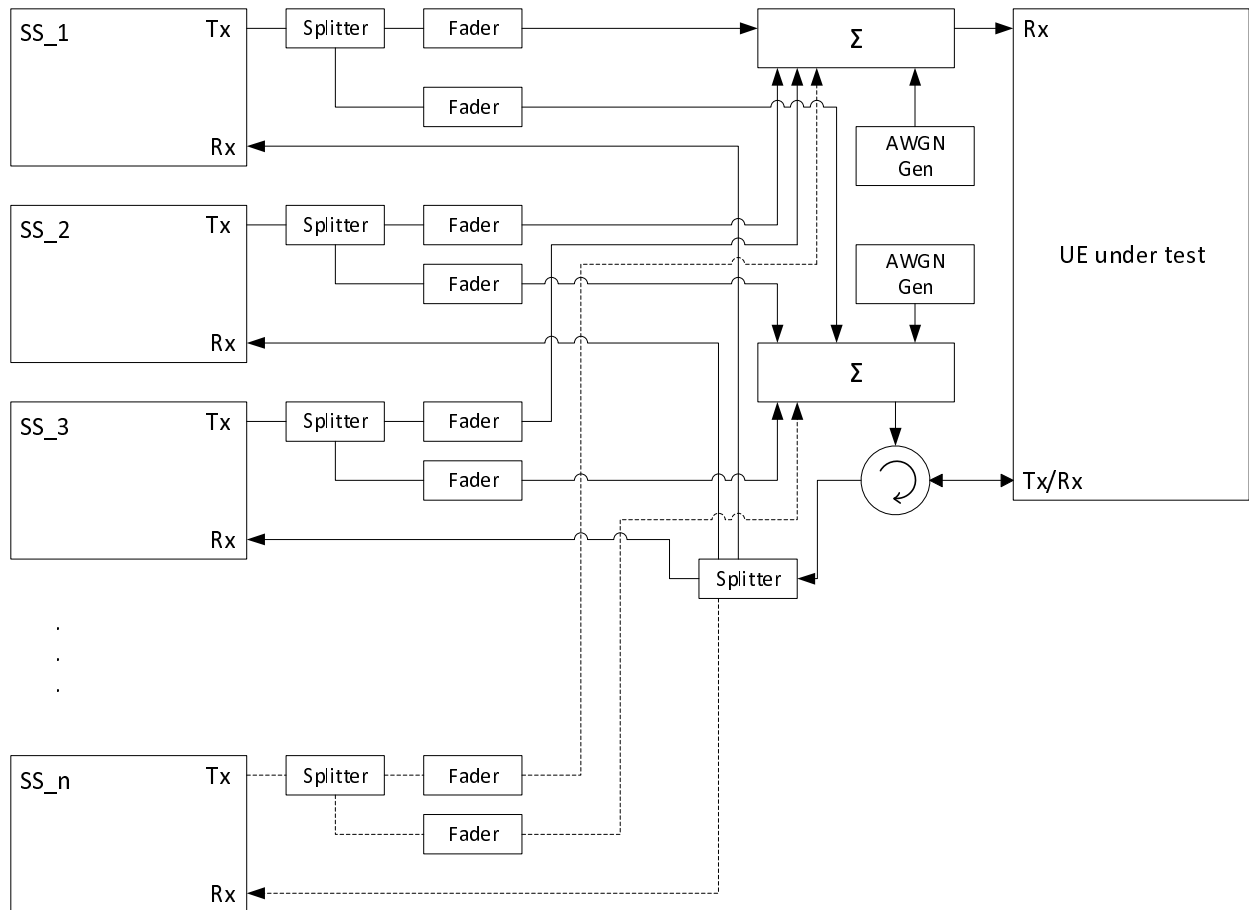 SS_1
Tx
Splitter
Fader
Σ
Rx
Fader
Rx
AWGN
Gen
SS_2
Tx
Splitter
Fader
UE under test
Fader
AWGN
Gen
Rx
Σ
SS_3
Tx
Splitter
Fader
Fader
Tx/Rx
Rx
Splitter
.
.
.
SS_n
Tx
Splitter
Fader
Fader
Rx